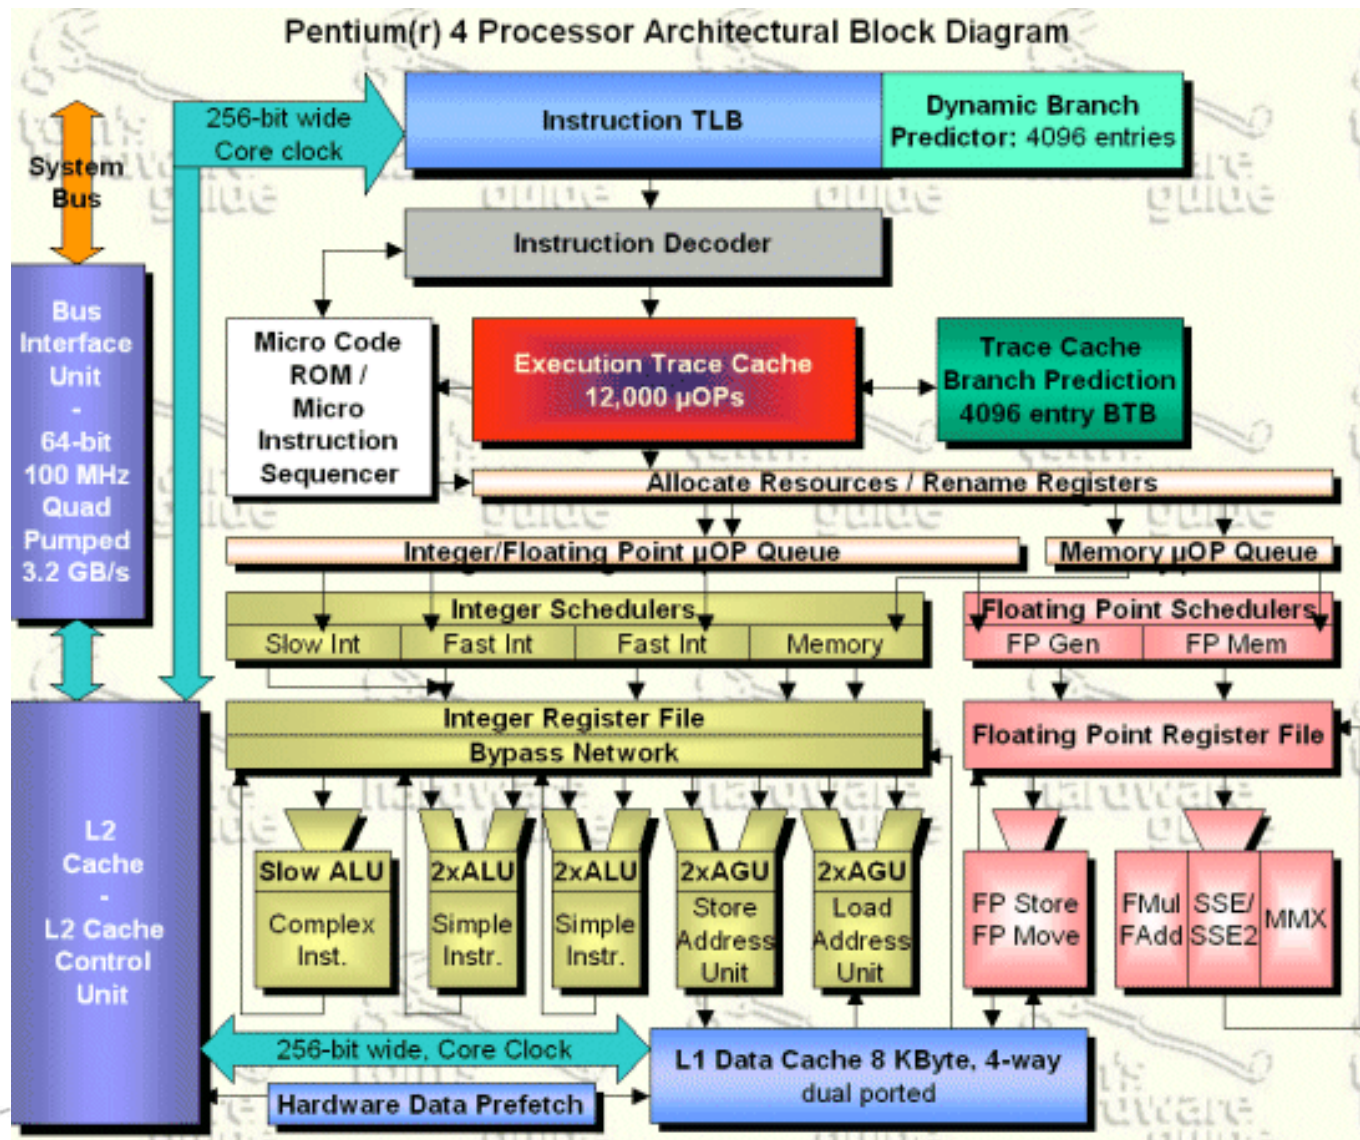 Pentium(r) 4 Processor Architectural Block Diagram
256-bit wide
Core clock
Instruction TLB
Dynamic Branch
Predictor: 4096 entries
System
Bus
Instruction Decoder
Bus
Interface
Unit
-
64-bit
100 MHz
Quad
Pumped
3.2 GB/s
Micro Code
ROM /
Micro
Instruction
Sequencer
Execution Trace Cache
12,000 µOPs
Trace Cache
Branch Prediction
4096 entry BTB
Allocate Resources / Rename Registers
Integer/Floating Point µOP Queue
Memory µOP Queue
Integer Schedulers
Slow Int
Fast Int
Fast Int
Memory
Floating Point Schedulers
FP Gen
FP Mem
Integer Register File
Bypass Network
Floating Point Register File
L2
Cache
-
L2 Cache
Control
Unit
Slow ALU
Complex
Inst.
2xALU
Simple
Instr.
2xALU
Simple
Instr.
2xAGU
Store
Address
Unit
2xAGU
Load
Address
Unit
FP Store
FP Move
FMul
FAdd
SSE/
SSE2
MMX
256-bit wide, Core Clock
L1 Data Cache 8 KByte, 4-way
dual ported
Hardware Data Prefetch
tom's
hardware
guide